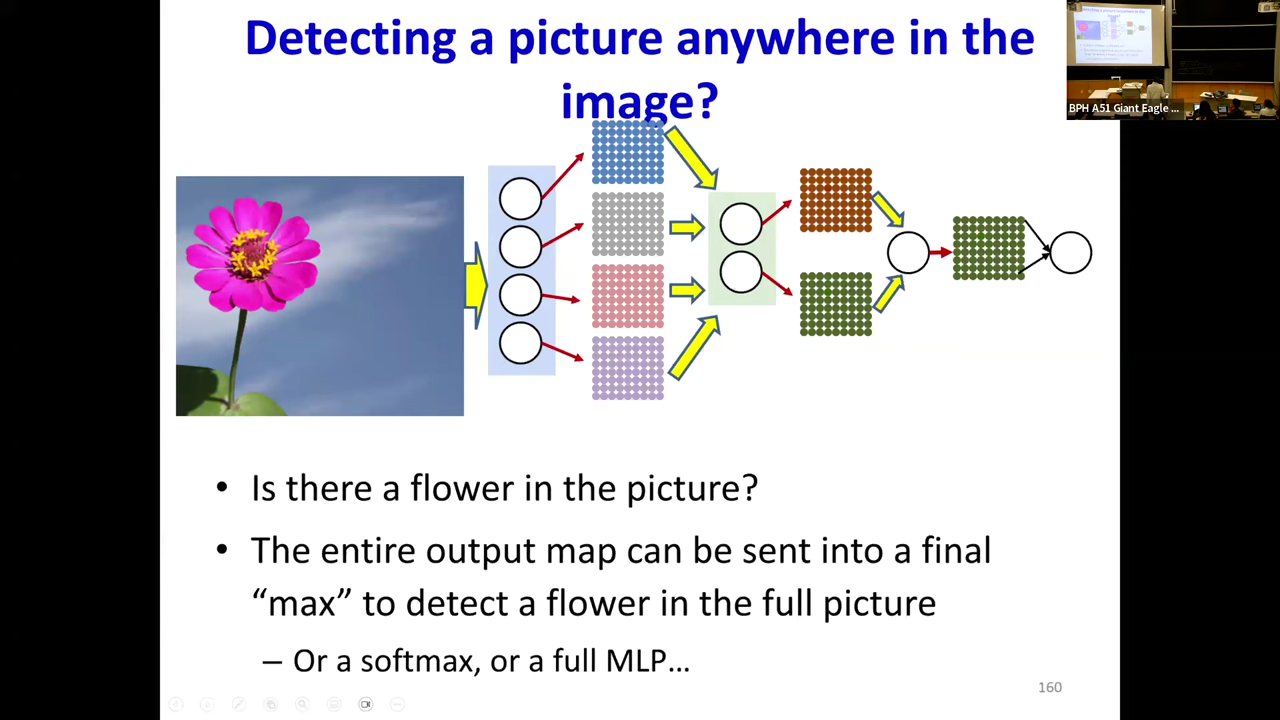 Detecting a picture anywhere in the
image?
BPH A51 Giant Eagle ...
• Is there a flower in the picture?
• The entire output map can be sent into a final
“max” to detect a flower in the full picture
– Or a softmax, or a full MLP…
160